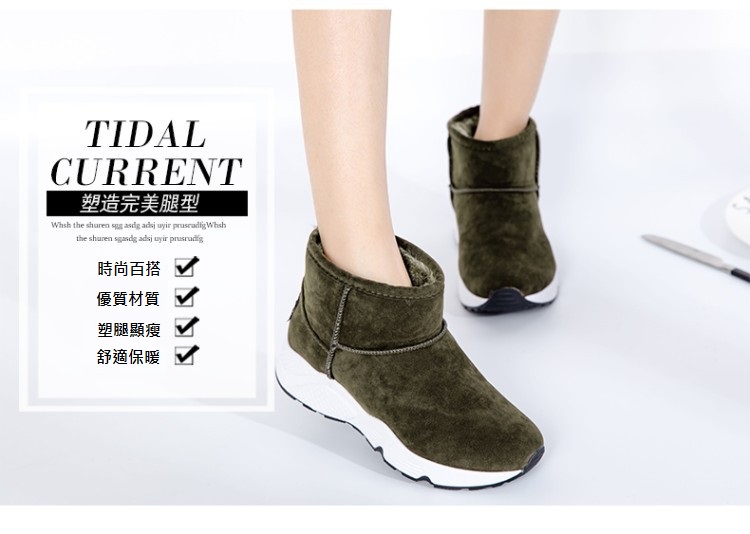 TIDAL
CURRENT
塑造完美腿型
Whsh the shuren sgg asdg adsj uyir prusrudfgWhsh
the shuren sgasdg adsj uyir prusrudfg
時尚百搭
優質材質
塑腿顯瘦
舒適保暖